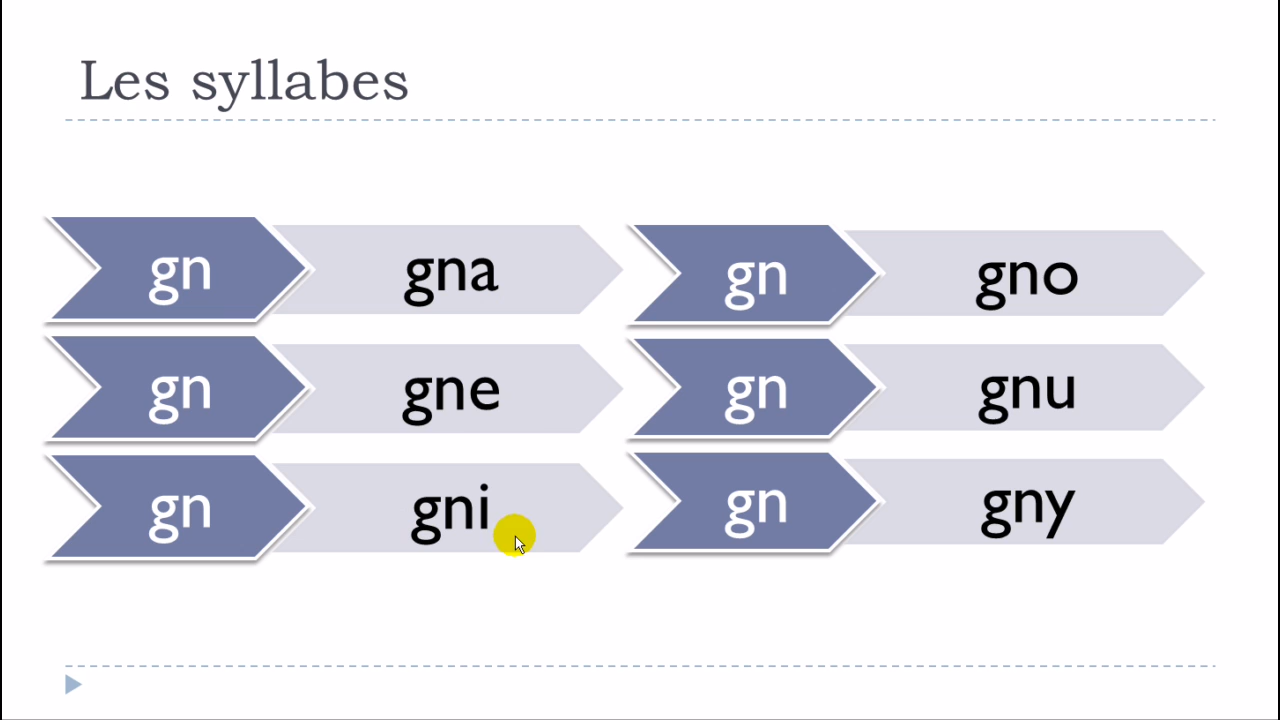 Les syllabes
gn gna
gn gne
gn gni
gn gno
gn gnu
gn gny